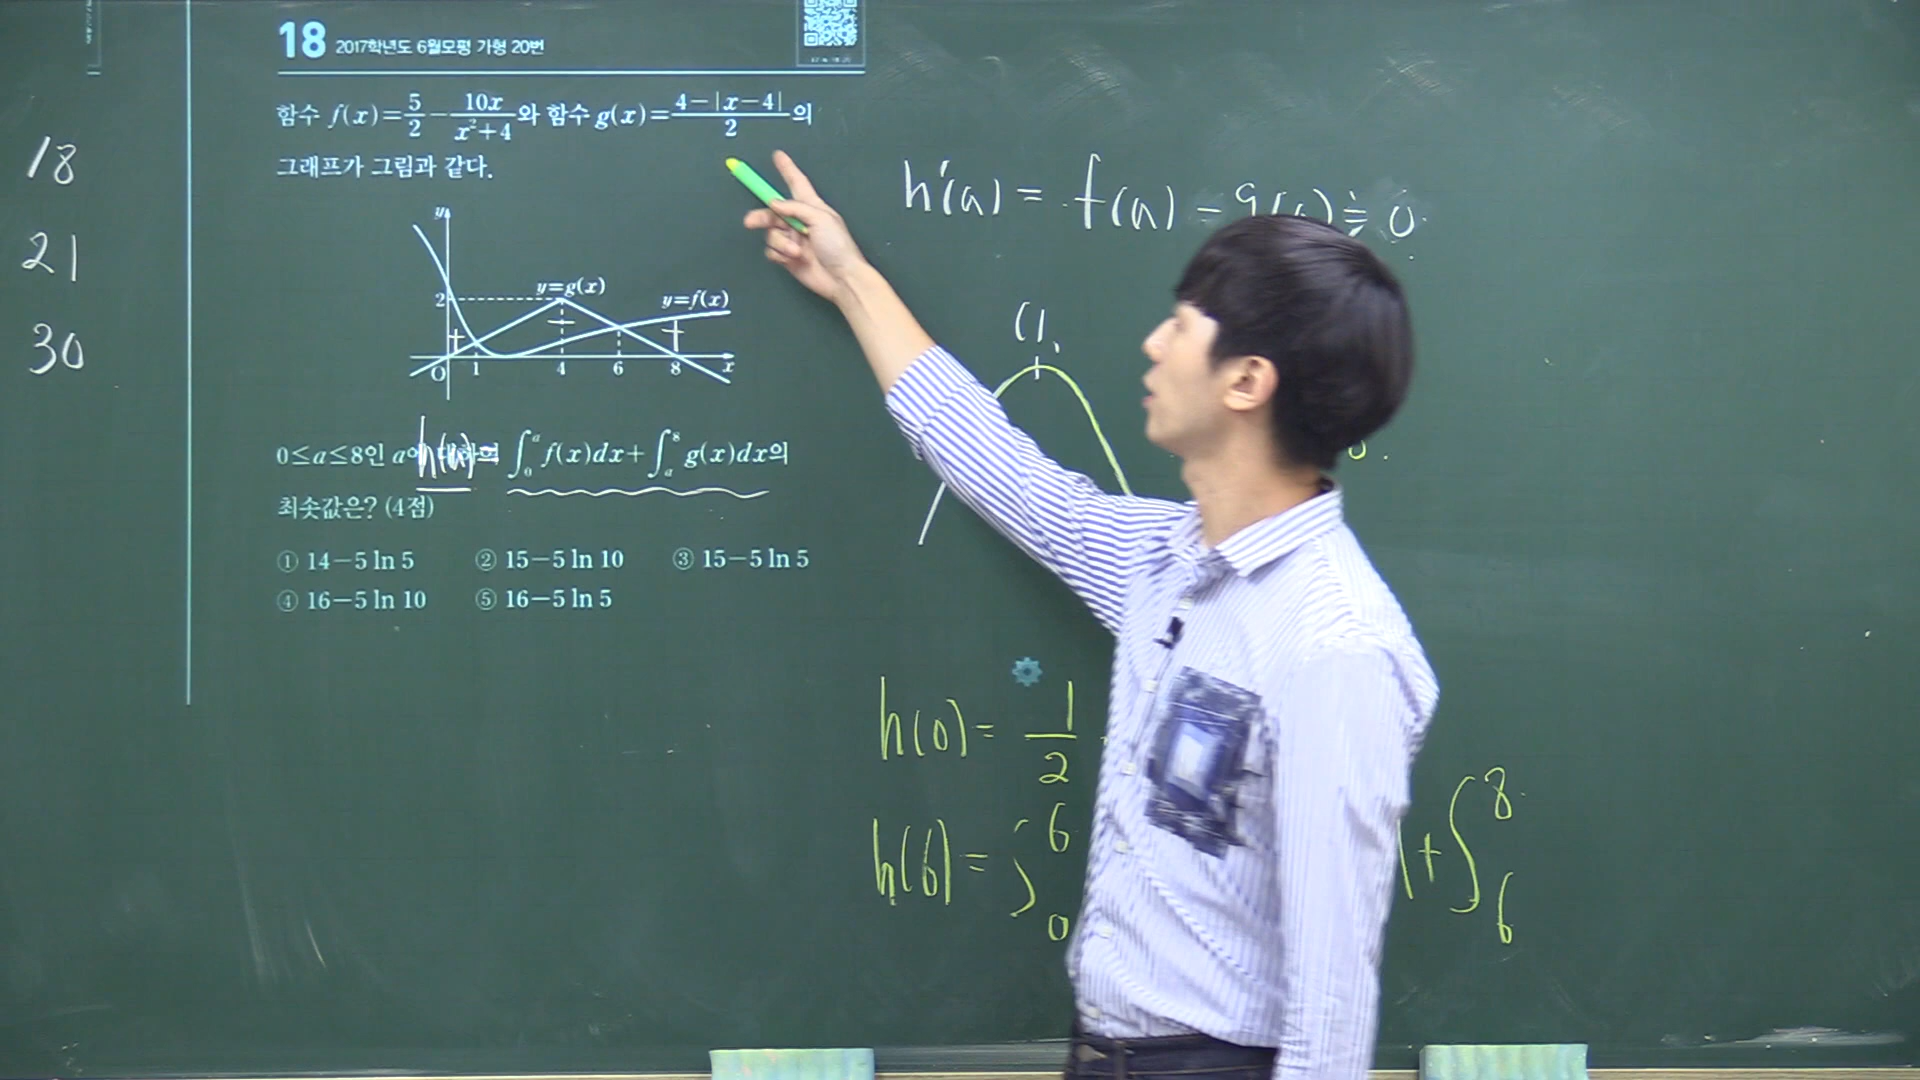 18 2017학년도 6월모평 가형 20번
함수 f(x)=5/2-10x/(x²+4)와 함수 g(x)=(4-|x-4|)/2의
그래프가 그림과 같다.
y
2
y=g(x)
y=f(x)
O 1 4 6 8 x
0≤a≤8인 a에 대하여 ∫₀ᵃ f(x)dx+∫ₐ⁸ g(x)dx의
h(a)=
최솟값은? (4점)
① 14-5 ln 5 ② 15-5 ln 10 ③ 15-5 ln 5
④ 16-5 ln 10 ⑤ 16-5 ln 5
18
21
30
h'(a) = f(a) - g(a) = 0
h(0)= 1/2
h(6)= ∫₀⁶ + ∫₆⁸